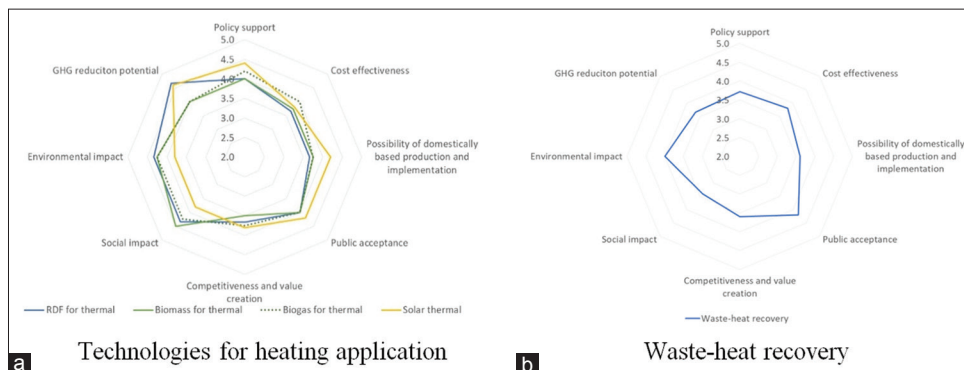 Policy support
5.0
4.5
4.0
3.5
3.0
2.5
2.0
GHG reduciton potential
Cost effectiveness
Environmental impact
Possibility of domestically
based production and
implementation
Social impact
Public acceptance
Competitiveness and value
creation
RDF for thermal
Biomass for thermal
Biogas for thermal
Solar thermal
a
Technologies for heating application
Policy support
5.0
4.5
4.0
3.5
3.0
2.5
2.0
GHG reduciton potential
Cost effectiveness
Environmental impact
Possibility of domestically
based production and
implementation
Social impact
Public acceptance
Competitiveness and value
creation
Waste-heat recovery
b
Waste-heat recovery